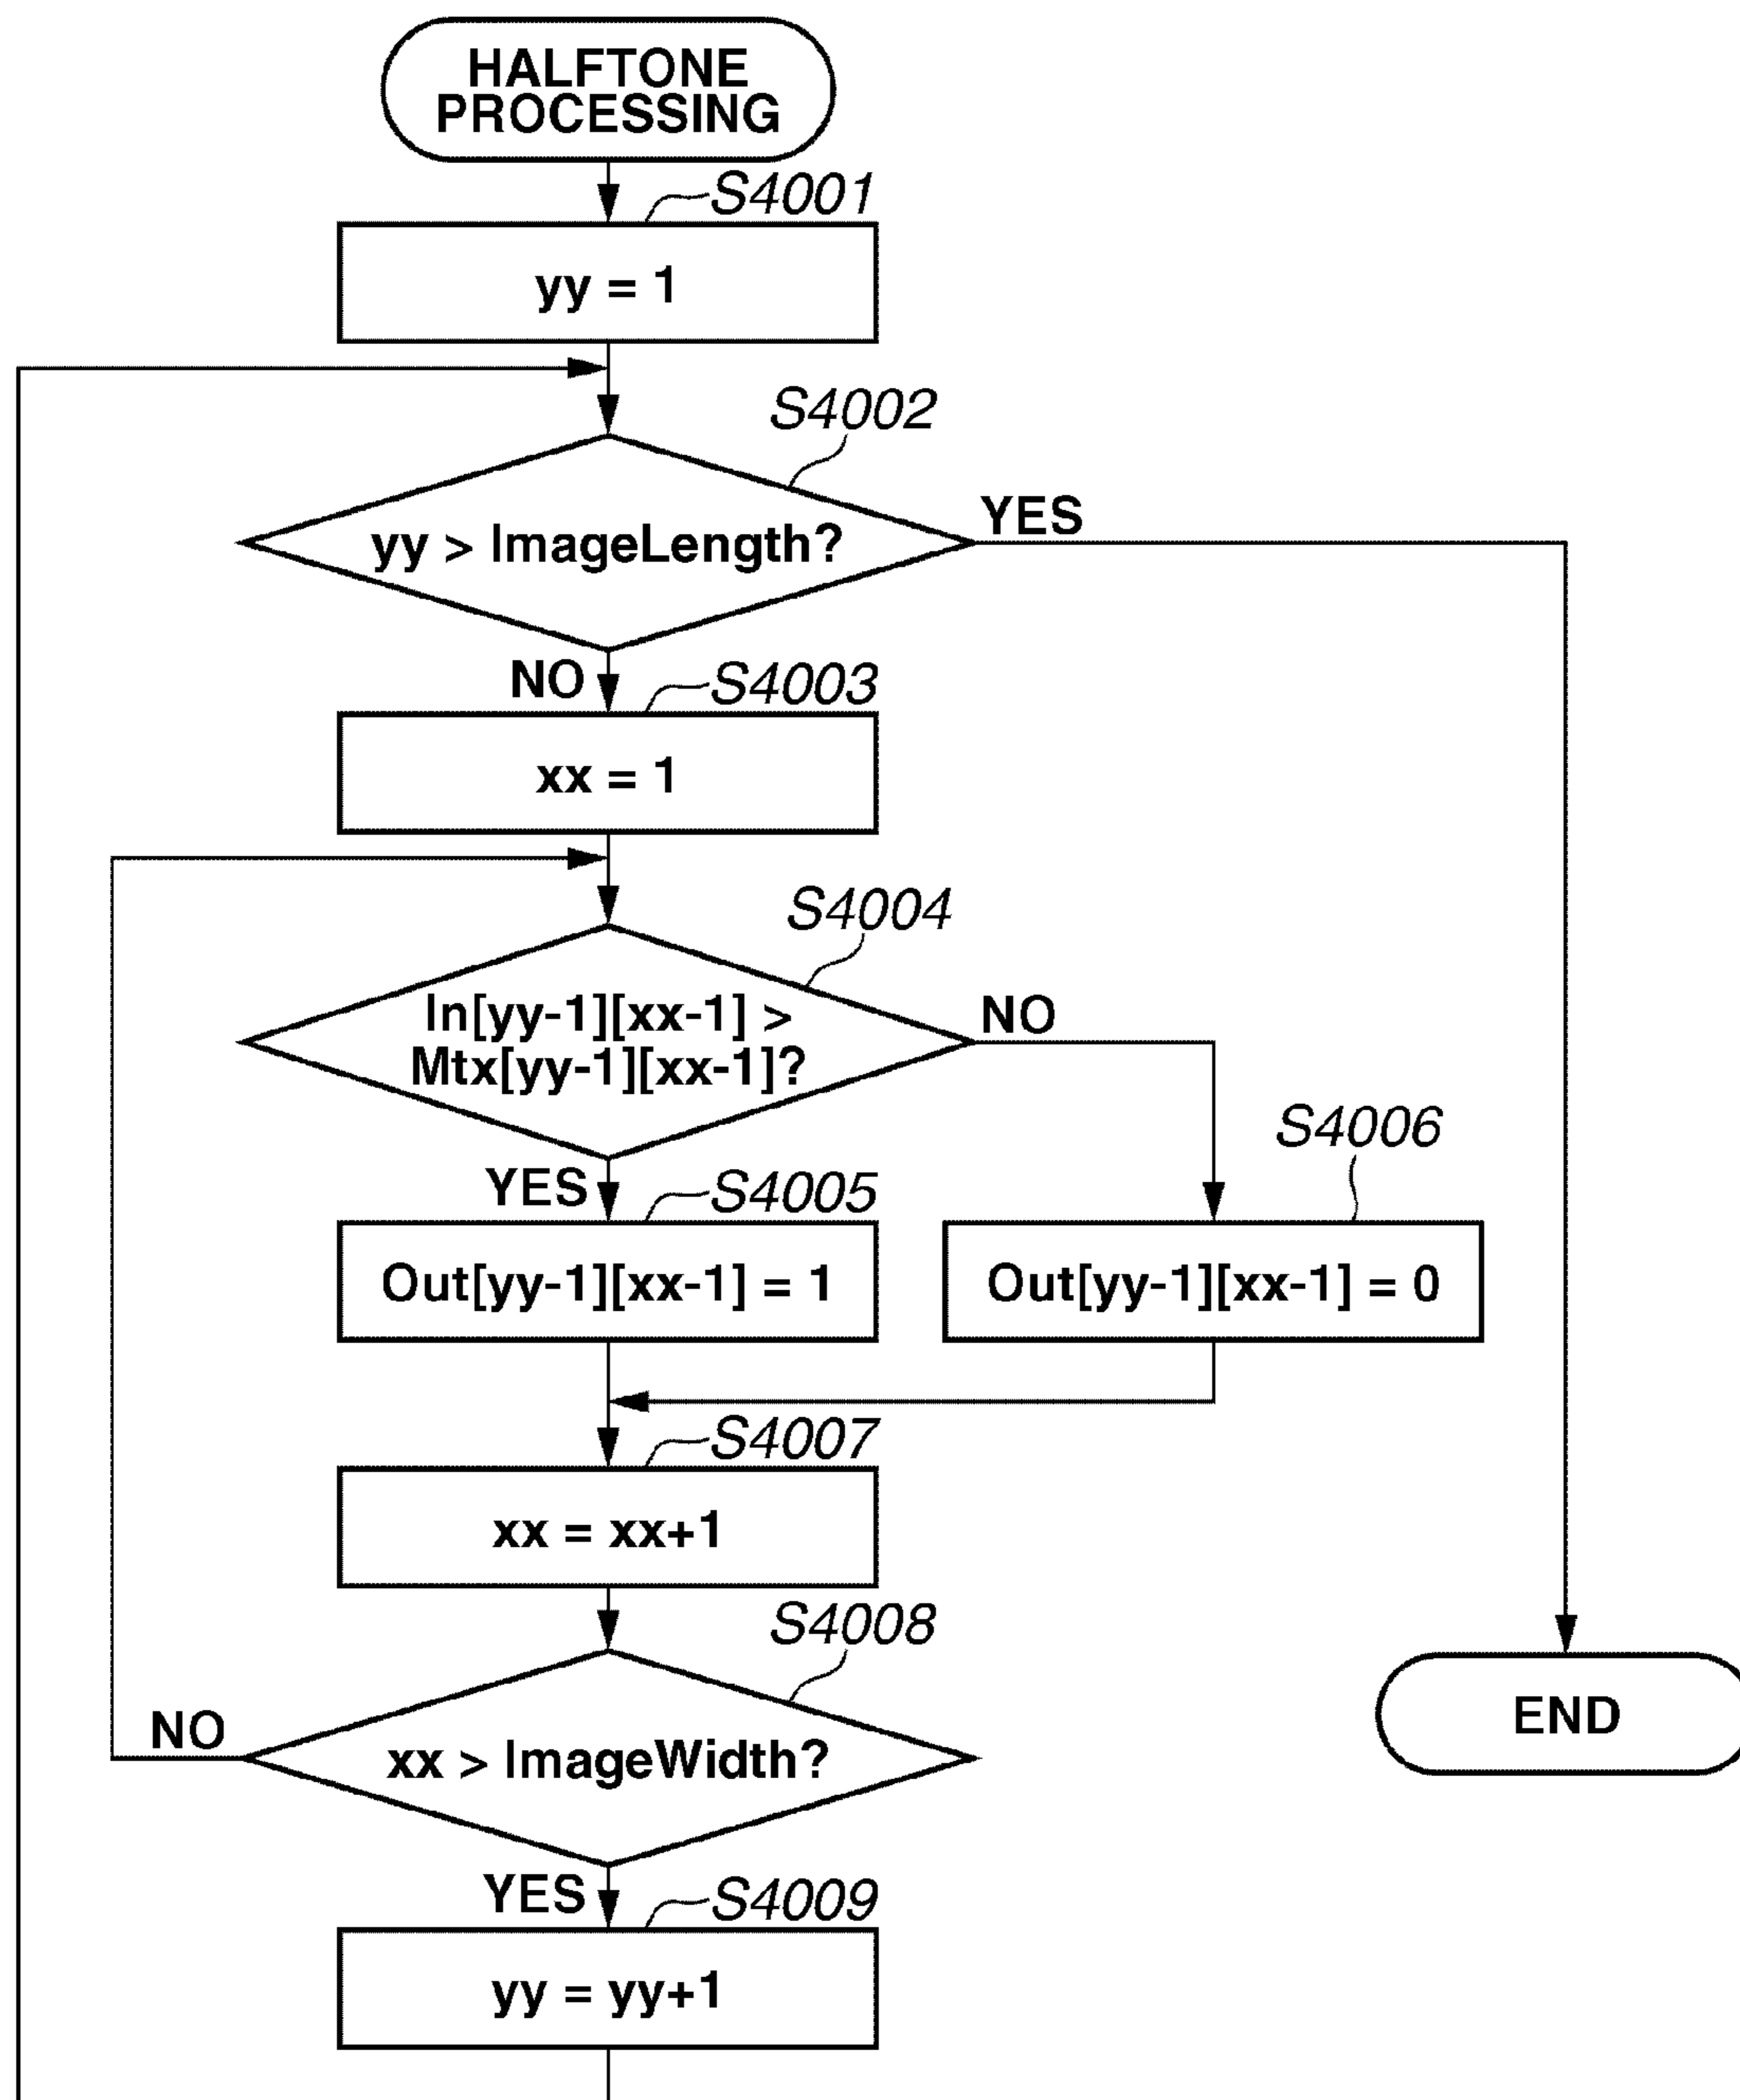 HALFTONE
PROCESSING
S4001
yy = 1
S4002
yy > ImageLength?
YES
NO
S4003
xx = 1
S4004
In[yy-1][xx-1] >
Mtx[yy-1][xx-1]?
NO
YES
S4005
Out[yy-1][xx-1] = 1
S4006
Out[yy-1][xx-1] = 0
S4007
xx = xx+1
S4008
xx > ImageWidth?
NO
YES
END
S4009
yy = yy+1